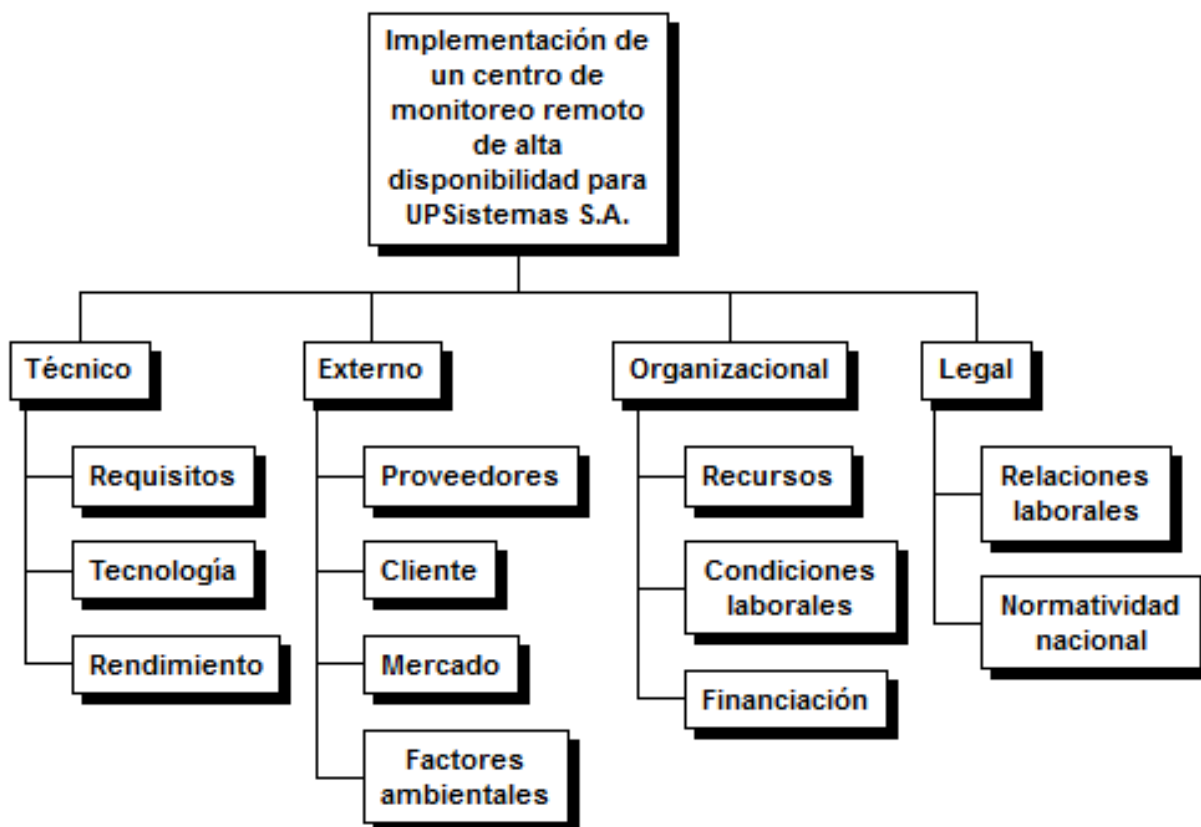 Implementación de
un centro de
monitoreo remoto
de alta
disponibilidad para
UPSistemas S.A.
Técnico
Requisitos
Tecnología
Rendimiento
Externo
Proveedores
Cliente
Mercado
Factores
ambientales
Organizacional
Recursos
Condiciones
laborales
Financiación
Legal
Relaciones
laborales
Normatividad
nacional